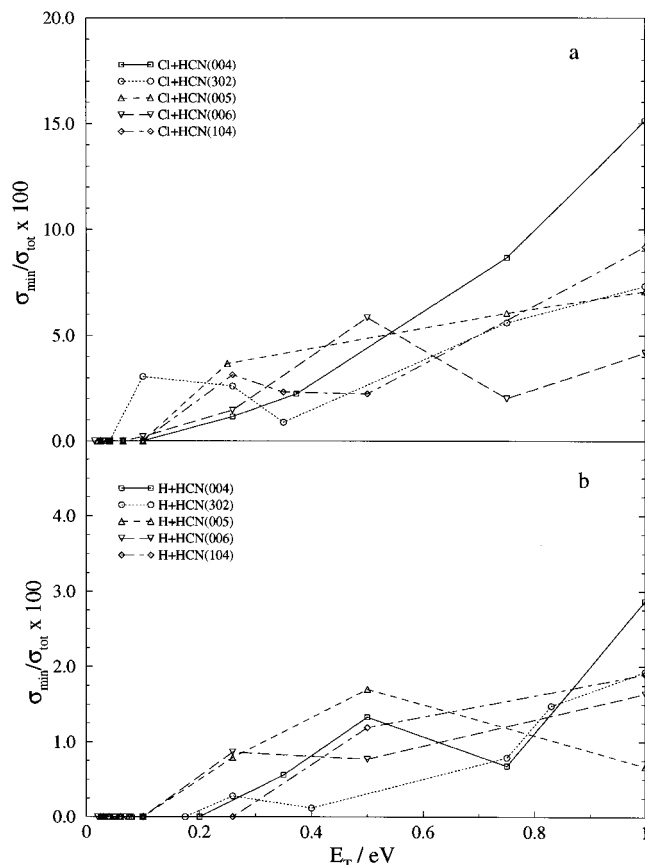 20.0
a
Cl+HCN(004)
Cl+HCN(302)
Cl+HCN(005)
Cl+HCN(006)
Cl+HCN(104)
15.0
10.0
5.0
0.0
σmin/σtot x 100
b
H+HCN(004)
H+HCN(302)
H+HCN(005)
H+HCN(006)
H+HCN(104)
4.0
3.0
2.0
1.0
0.0
σmin/σtot x 100
0 0.2 0.4 0.6 0.8 1
ET / eV